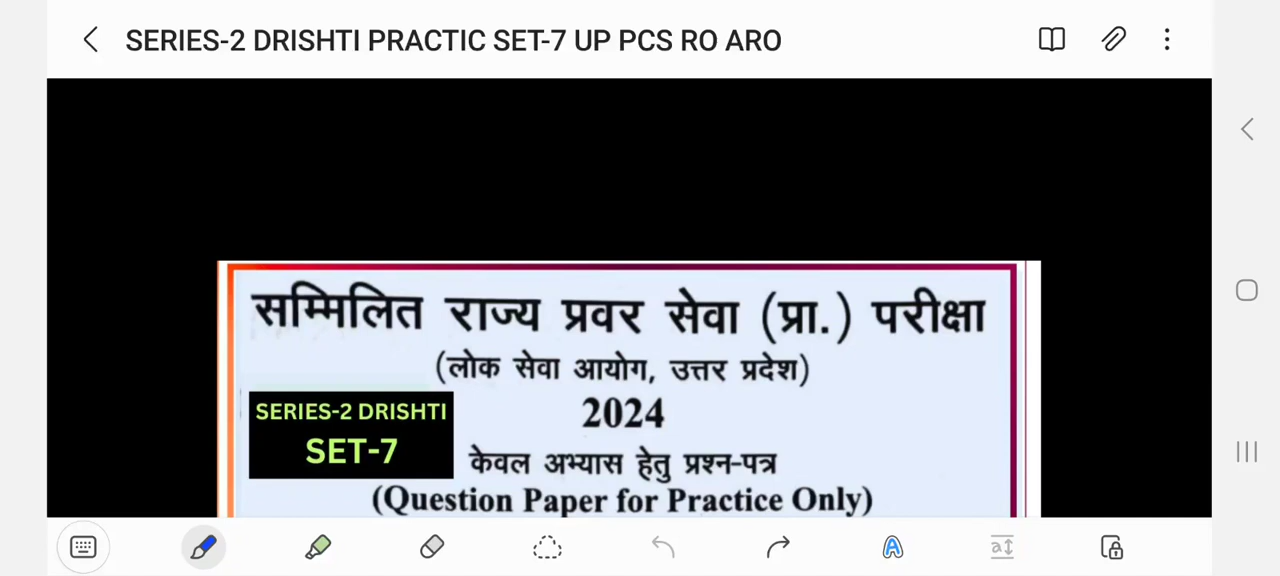 SERIES-2 DRISHTI PRACTIC SET-7 UP PCS RO ARO
सम्मिलित राज्य प्रवर सेवा (प्रा.) परीक्षा
(लोक सेवा आयोग, उत्तर प्रदेश)
SERIES-2 DRISHTI
SET-7
2024
केवल अभ्यास हेतु प्रश्न-पत्र
(Question Paper for Practice Only)